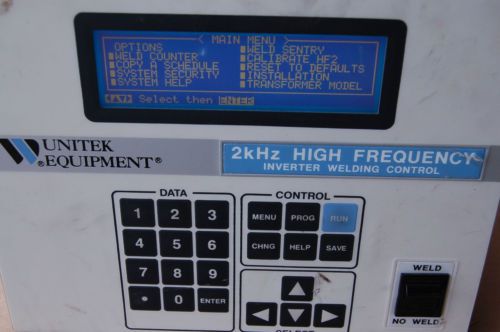 MAIN MENU
OPTIONS
WELD COUNTER
COPY A SCHEDULE
SYSTEM SECURITY
SYSTEM HELP
WELD SENTRY
CALIBRATE HF2
RESET TO DEFAULTS
INSTALLATION
TRANSFORMER MODEL
Select then ENTER
UNITEK
EQUIPMENT®
2kHz HIGH FREQUENCY
INVERTER WELDING CONTROL
DATA
1 2 3
4 5 6
7 8 9
• 0 ENTER
CONTROL
MENU PROG RUN
CHNG HELP SAVE
SELECT
WELD
NO WELD